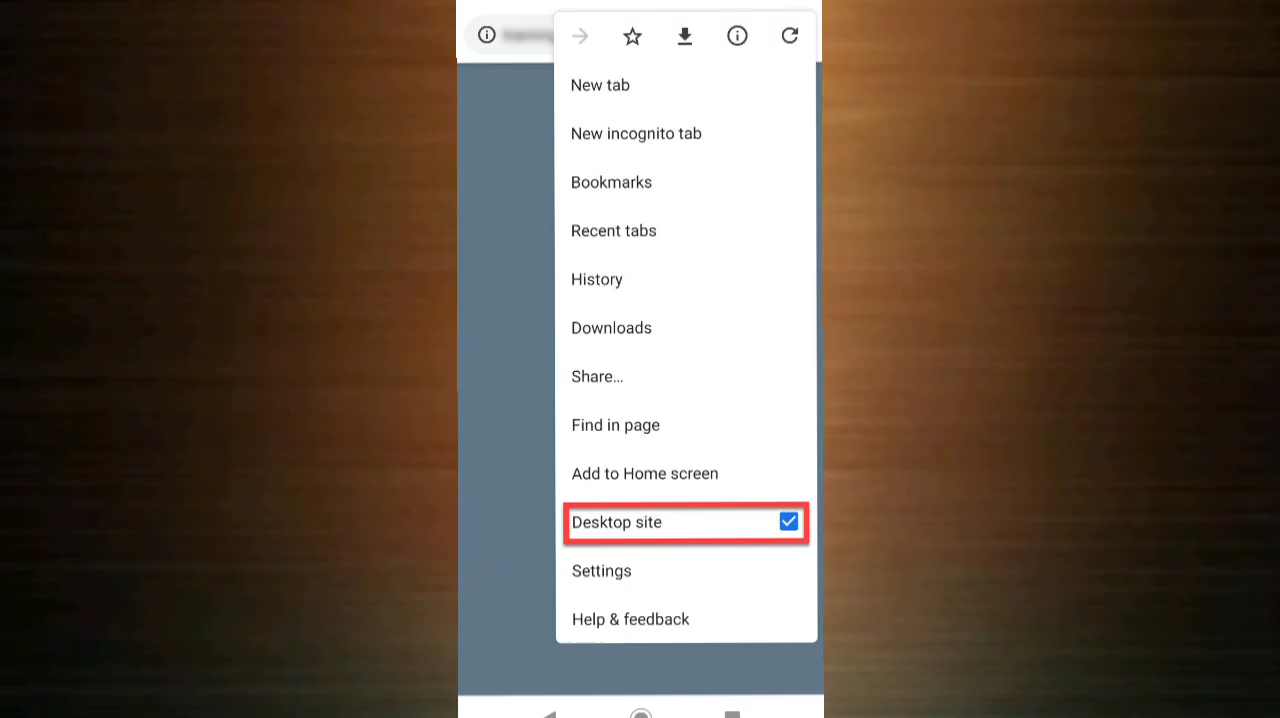 New tab
New incognito tab
Bookmarks
Recent tabs
History
Downloads
Share...
Find in page
Add to Home screen
Desktop site
Settings
Help & feedback